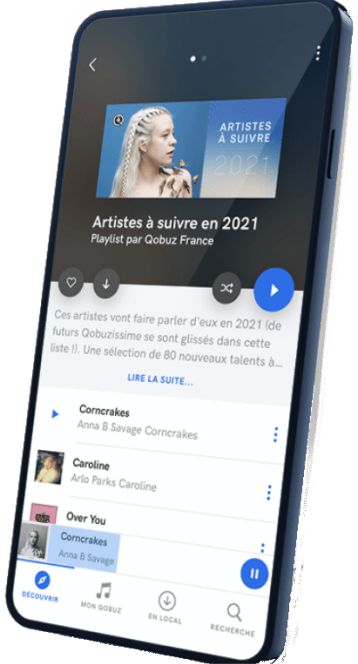 ARTISTES
À SUIVRE
2021
Artistes à suivre en 2021
Playlist par Qobuz France
Ces artistes vont faire parler d'eux en 2021 (de
futurs Qobuzissime se sont glissés dans cette
liste !). Une sélection de 80 nouveaux talents à...
LIRE LA SUITE...
Corncrakes
Anna B Savage Corncrakes
Caroline
Arlo Parks Caroline
Over You
Corncrakes
Anna B Savage
DÉCOUVRIR
MON QOBUZ
EN LOCAL
RECHERCHE